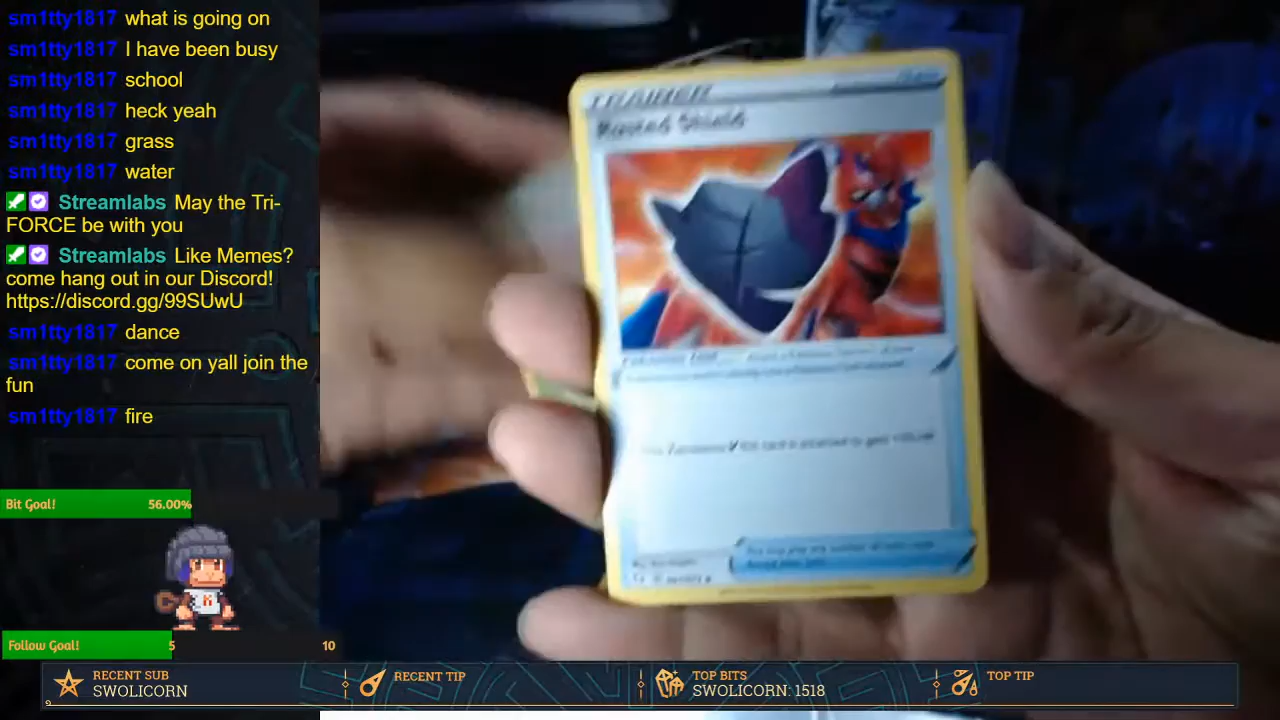 sm1tty1817 what is going on
sm1tty1817 I have been busy
sm1tty1817 school
sm1tty1817 heck yeah
sm1tty1817 grass
sm1tty1817 water
Streamlabs May the Tri-
FORCE be with you
Streamlabs Like Memes?
come hang out in our Discord!
https://discord.gg/99SUwU
sm1tty1817 dance
sm1tty1817 come on yall join the
fun
sm1tty1817 fire
Bit Goal! 56.00%
Follow Goal! 5 10
TRAINER
Rusted Shield
RECENT SUB
SWOLICORN
RECENT TIP
TOP BITS
SWOLICORN: 1518
TOP TIP